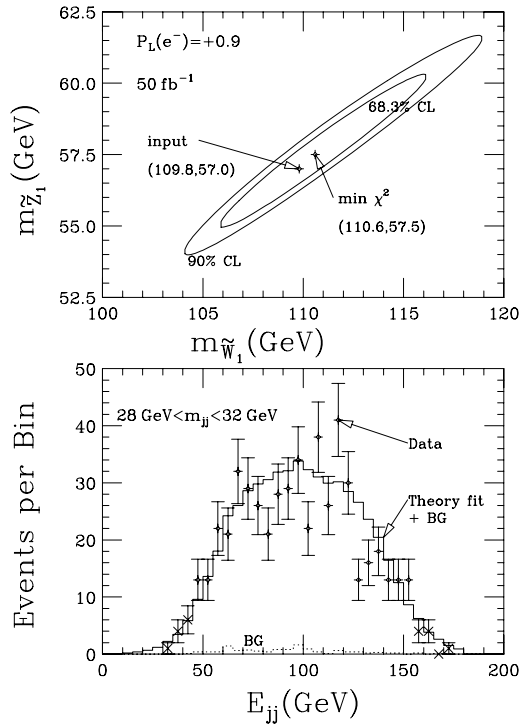 62.5
P_L(e⁻)=+0.9
60.0
50 fb⁻¹
68.3% CL
input
57.5
(109.8,57.0)
min χ²
(110.6,57.5)
55.0
90% CL
52.5
100 105 110 115 120
m_Z̃₁(GeV)
m_W̃₁(GeV)
50
28 GeV<m_jj<32 GeV
40
Data
30
Theory fit
+ BG
20
10
BG
0
0 50 100 150 200
Events per Bin
E_jj(GeV)